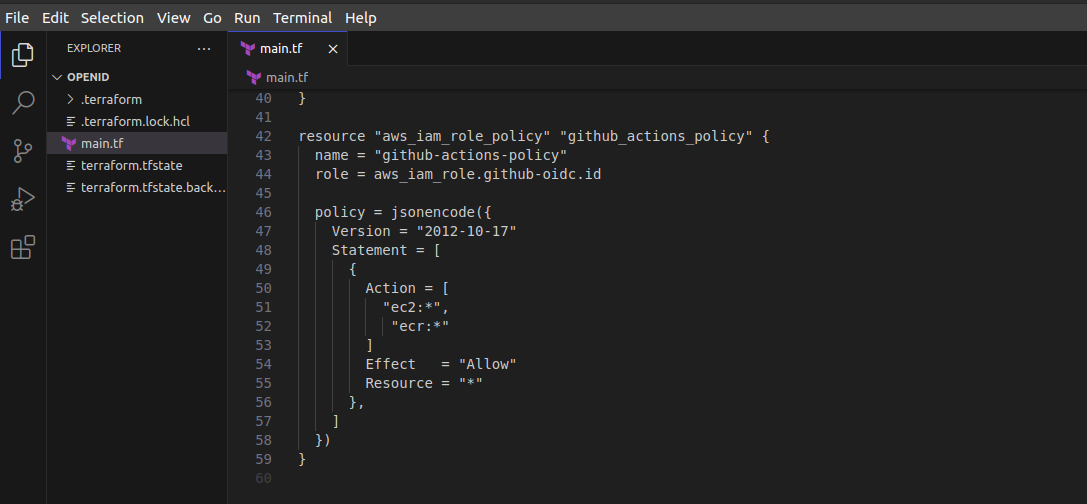 File Edit Selection View Go Run Terminal Help
EXPLORER ...
OPENID
.terraform
.terraform.lock.hcl
main.tf
terraform.tfstate
terraform.tfstate.back...
main.tf ×
main.tf
40 }
41
42 resource "aws_iam_role_policy" "github_actions_policy" {
43   name = "github-actions-policy"
44   role = aws_iam_role.github-oidc.id
45
46   policy = jsonencode({
47     Version = "2012-10-17"
48     Statement = [
49       {
50         Action = [
51           "ec2:*",
52            "ecr:*"
53         ]
54         Effect   = "Allow"
55         Resource = "*"
56       },
57     ]
58   })
59 }
60